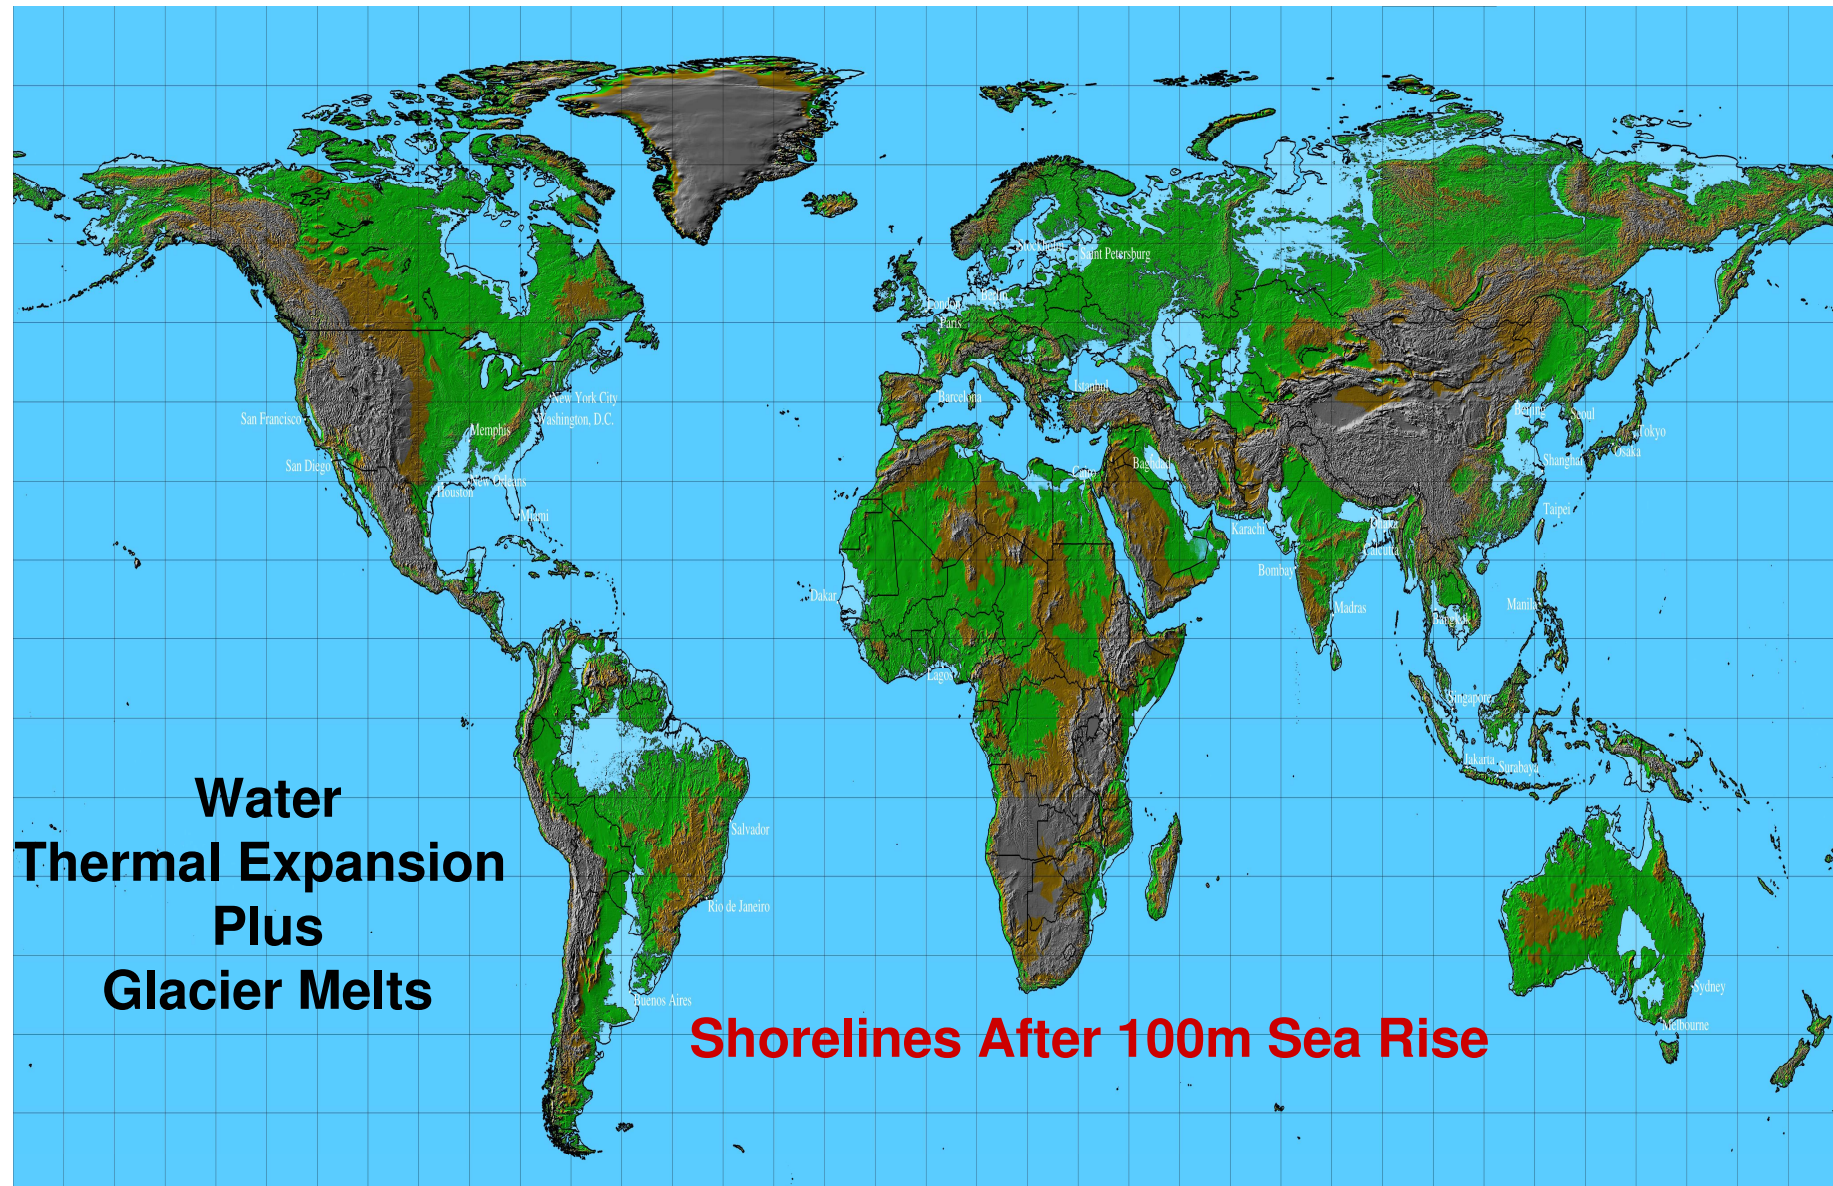 Stockholm
Saint Petersburg
London
Berlin
Paris
Istanbul
Barcelona
New York City
San Francisco
Washington, D.C.
Memphis
Beijing
Seoul
Tokyo
Osaka
San Diego
Baghdad
Cairo
Shanghai
New Orleans
Houston
Miami
Taipei
Karachi
Dhaka
Calcutta
Bombay
Dakar
Madras
Manila
Bangkok
Lagos
Singapore
Jakarta
Surabaya
Water
Thermal Expansion
Plus
Glacier Melts
Salvador
Rio de Janeiro
Buenos Aires
Sydney
Melbourne
Shorelines After 100m Sea Rise